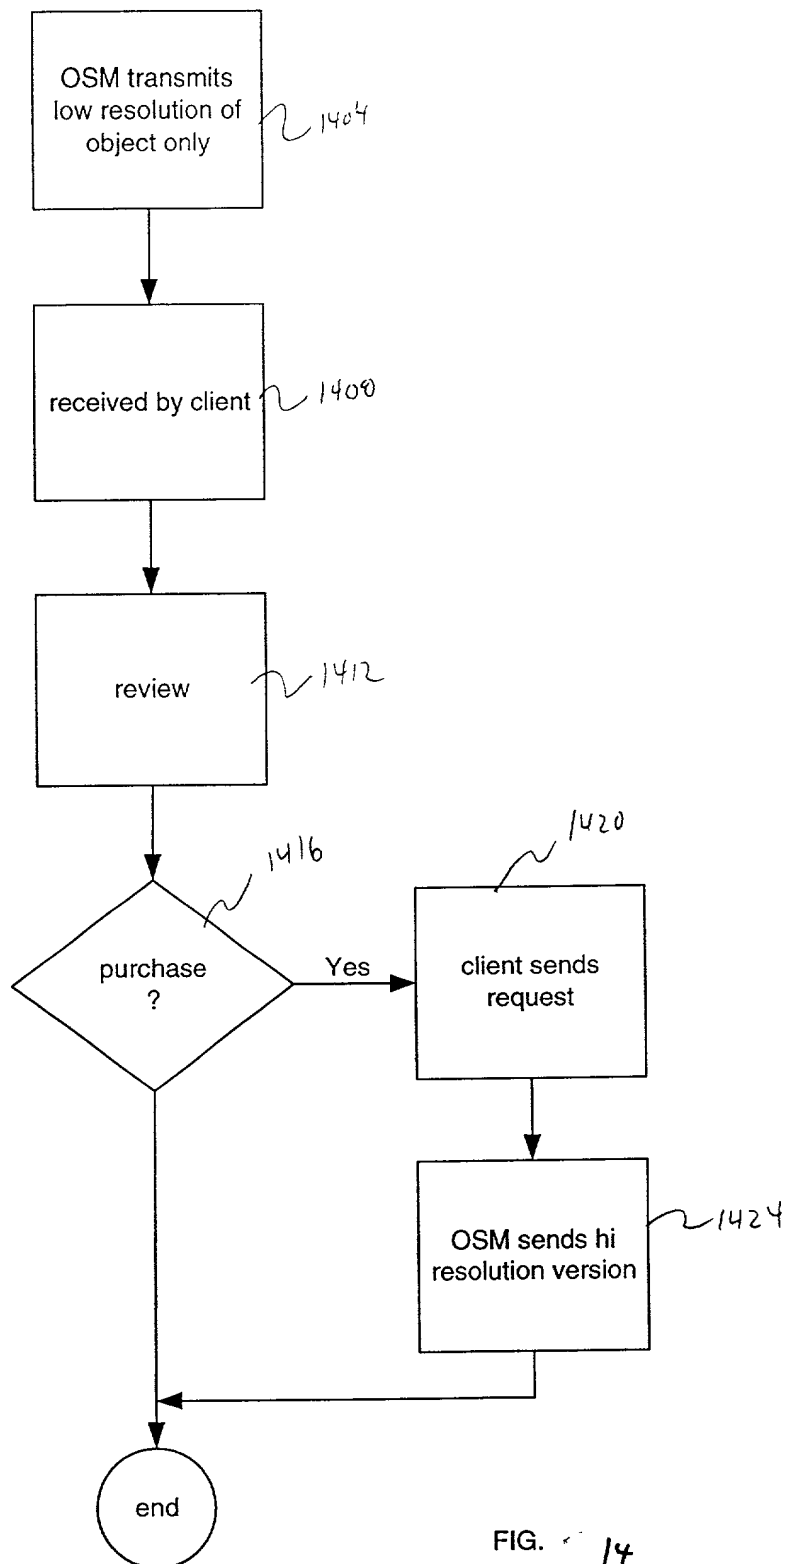 OSM transmits
low resolution of
object only
1404
received by client
1408
review
1412
purchase
?
1416
Yes
1420
client sends
request
OSM sends hi
resolution version
1424
end
FIG. 14